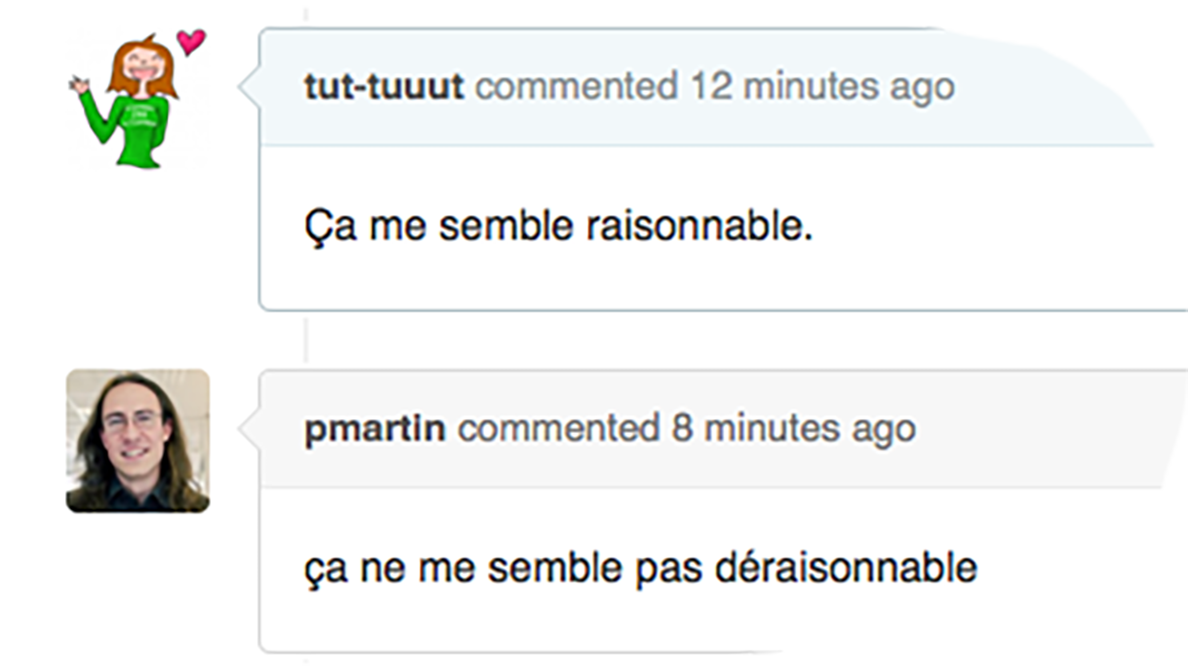 tut-tuuut commented 12 minutes ago
Ça me semble raisonnable.
pmartin commented 8 minutes ago
ça ne me semble pas déraisonnable